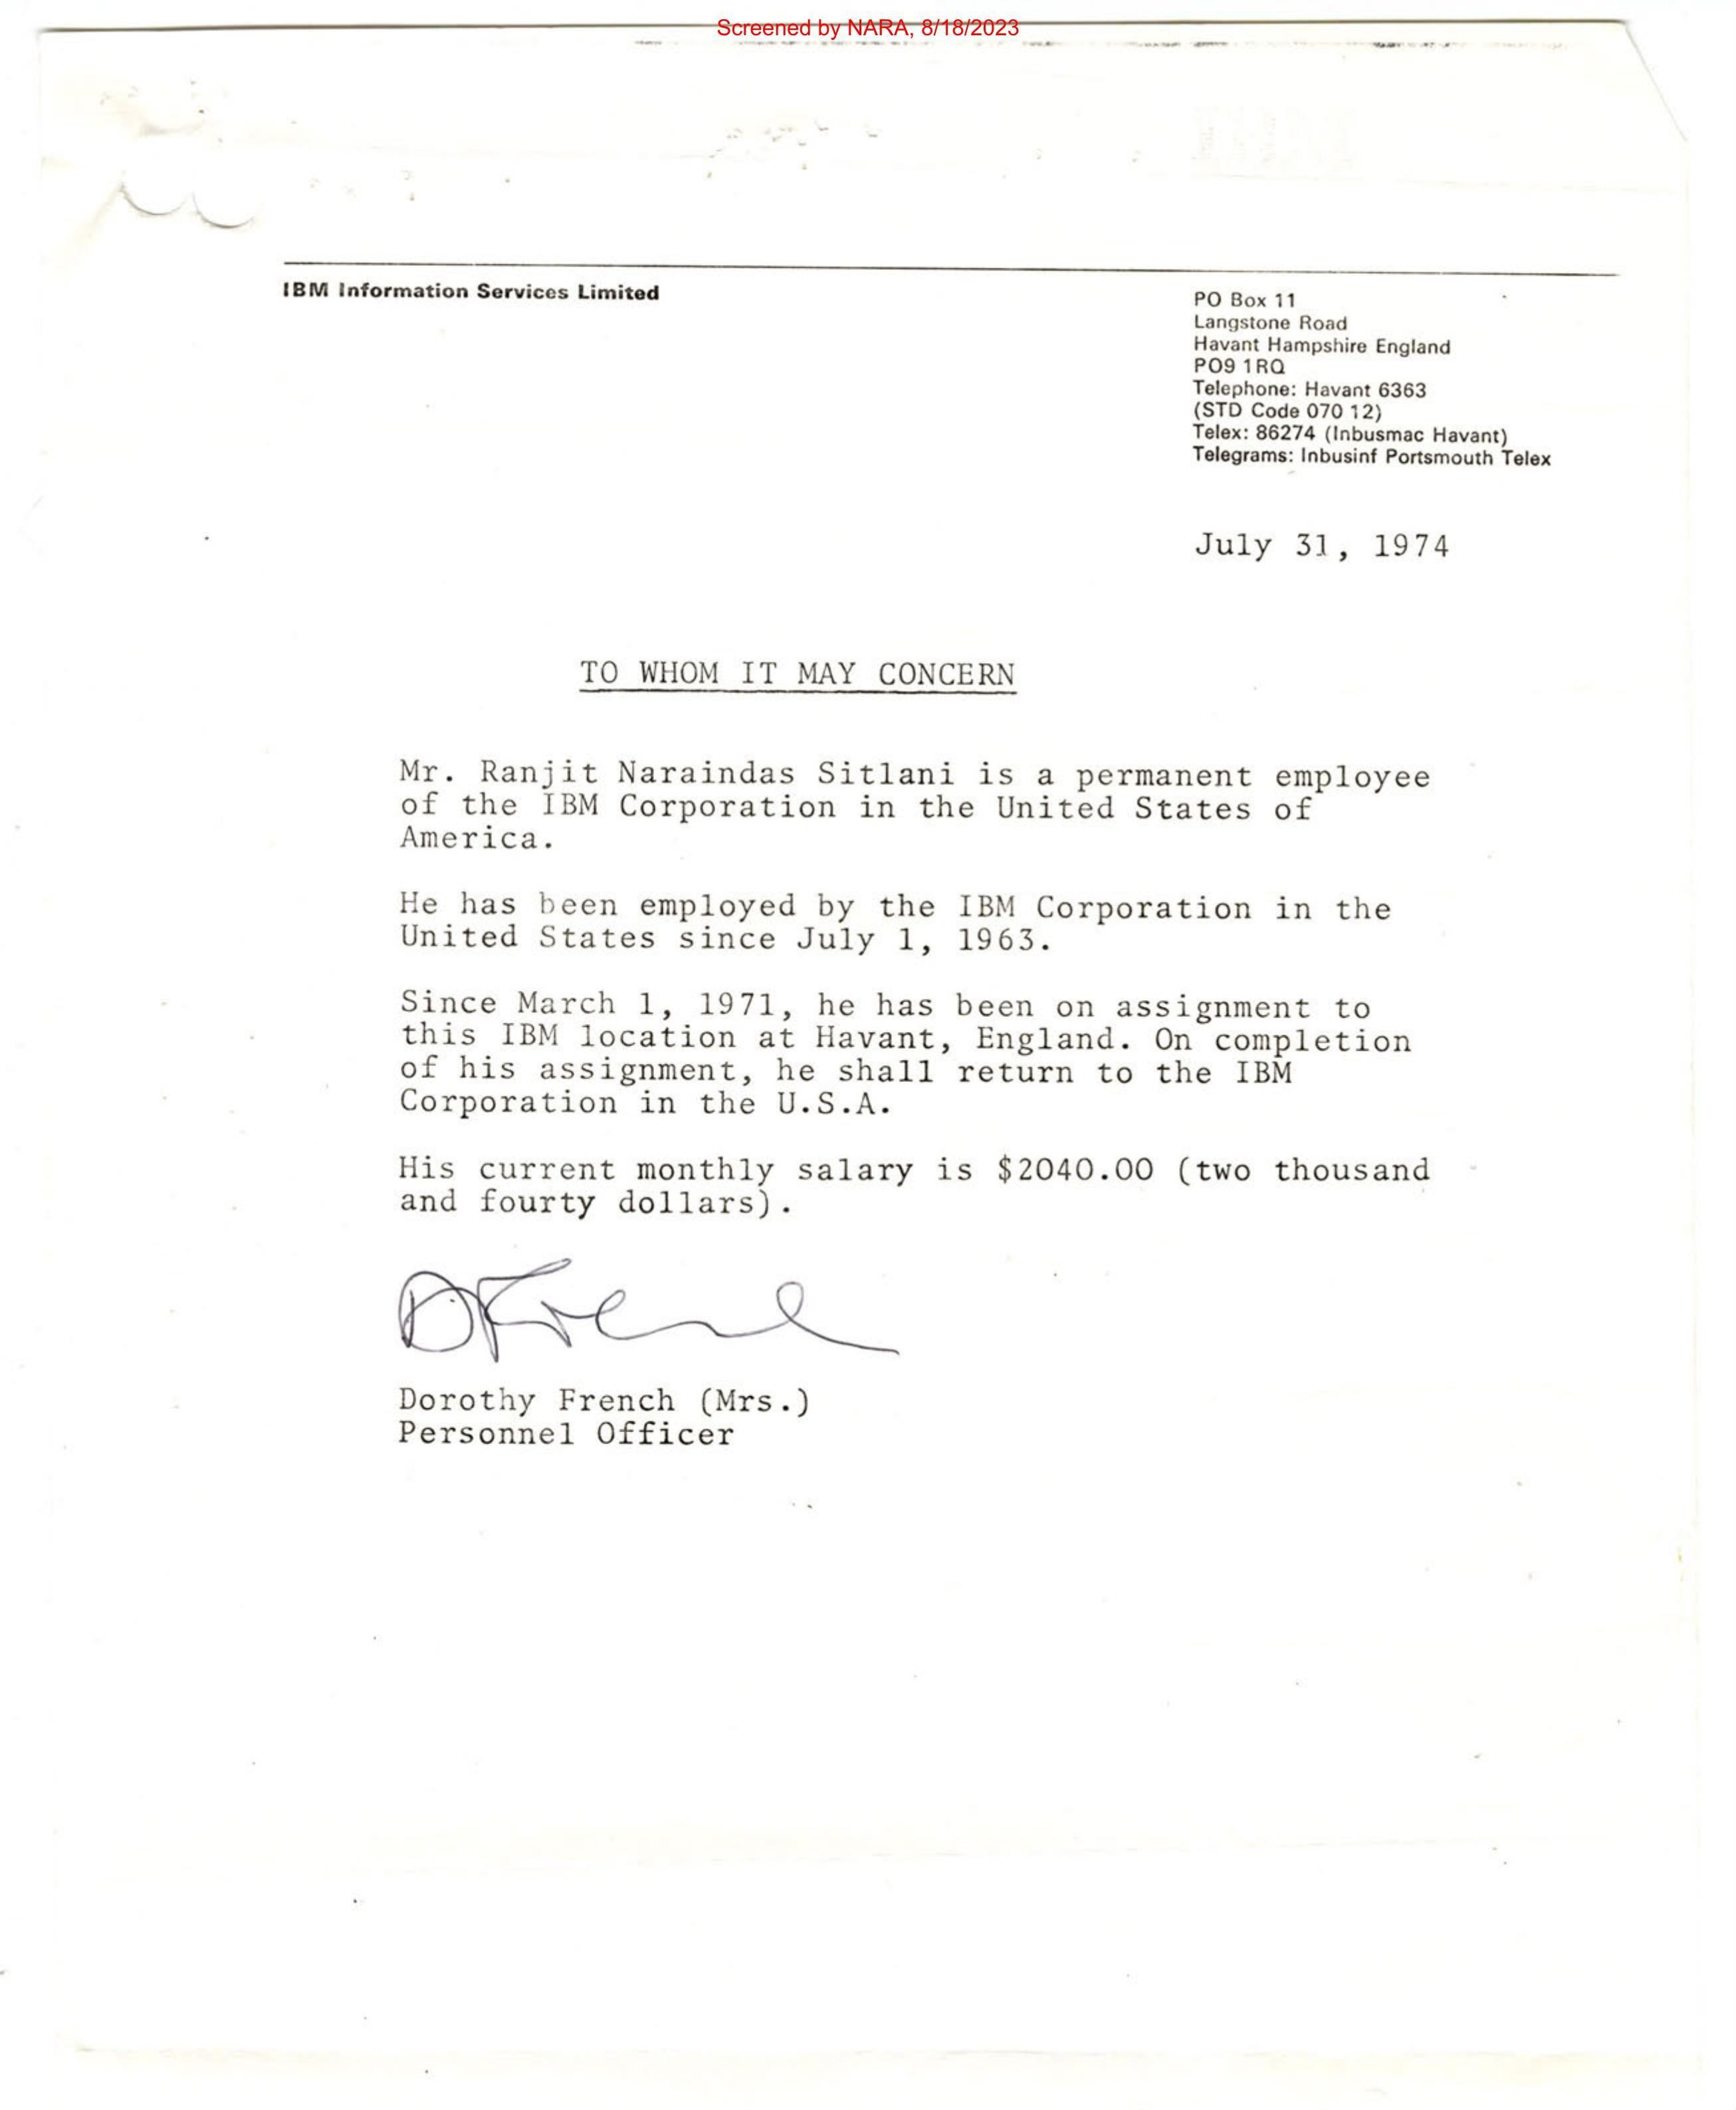 Screened by NARA, 8/18/2023
IBM Information Services Limited
PO Box 11
Langstone Road
Havant Hampshire England
PO9 1RQ
Telephone: Havant 6363
(STD Code 070 12)
Telex: 86274 (Inbusmac Havant)
Telegrams: Inbusinf Portsmouth Telex
July 31, 1974
TO WHOM IT MAY CONCERN
Mr. Ranjit Naraindas Sitlani is a permanent employee
of the IBM Corporation in the United States of
America.
He has been employed by the IBM Corporation in the
United States since July 1, 1963.
Since March 1, 1971, he has been on assignment to
this IBM location at Havant, England. On completion
of his assignment, he shall return to the IBM
Corporation in the U.S.A.
His current monthly salary is $2040.00 (two thousand
and fourty dollars).
D French
Dorothy French (Mrs.)
Personnel Officer